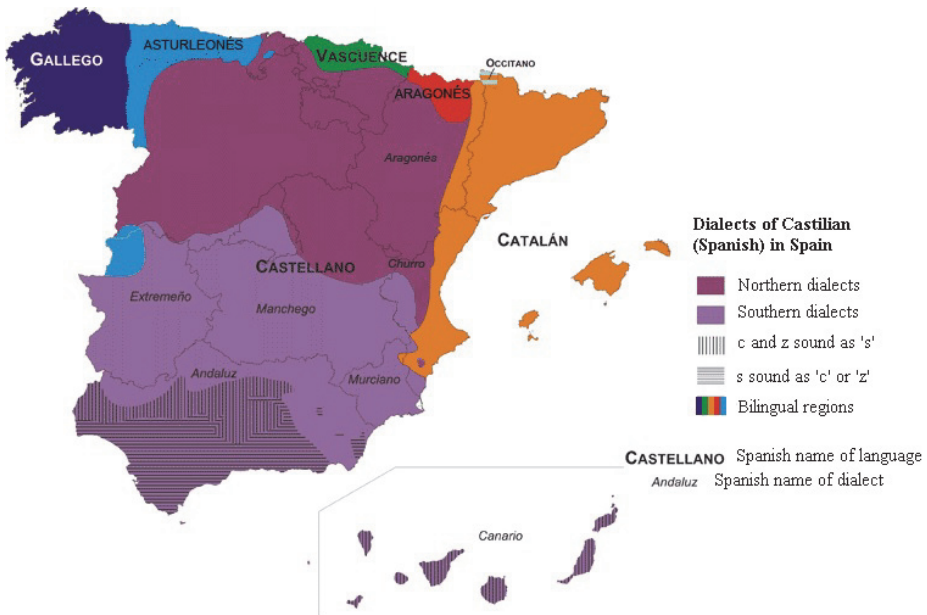 GALLEGO
ASTURLEONÉS
VASCUENCE
OCCITANO
ARAGONÉS
Aragonés
CATALÁN
CASTELLANO
Churro
Extremeño
Manchego
Andaluz
Murciano
Dialects of Castilian
(Spanish) in Spain
Northern dialects
Southern dialects
c and z sound as 's'
s sound as 'c' or 'z'
Bilingual regions
CASTELLANO Spanish name of language
Andaluz Spanish name of dialect
Canario